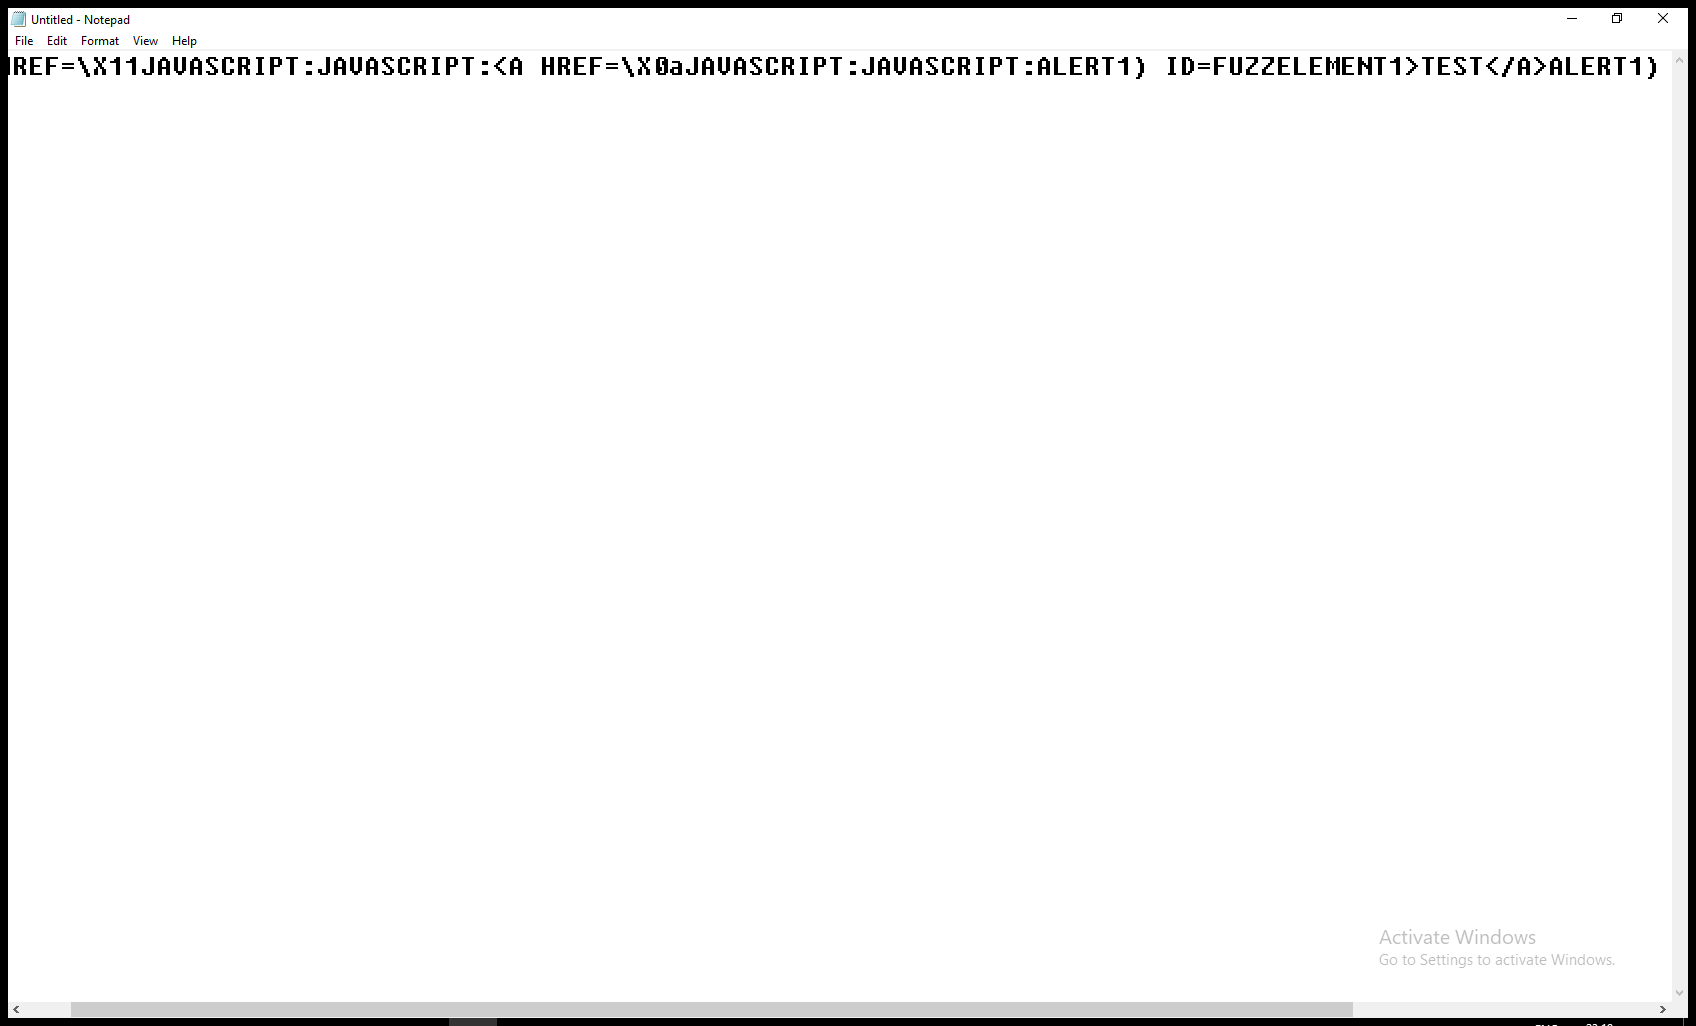 Untitled - Notepad
File Edit Format View Help
HREF=\X11JAVASCRIPT:JAVASCRIPT:<A HREF=\X0aJAVASCRIPT:JAVASCRIPT:ALERT1) ID=FUZZELEMENT1>TEST</A>ALERT1)
Activate Windows
Go to Settings to activate Windows.